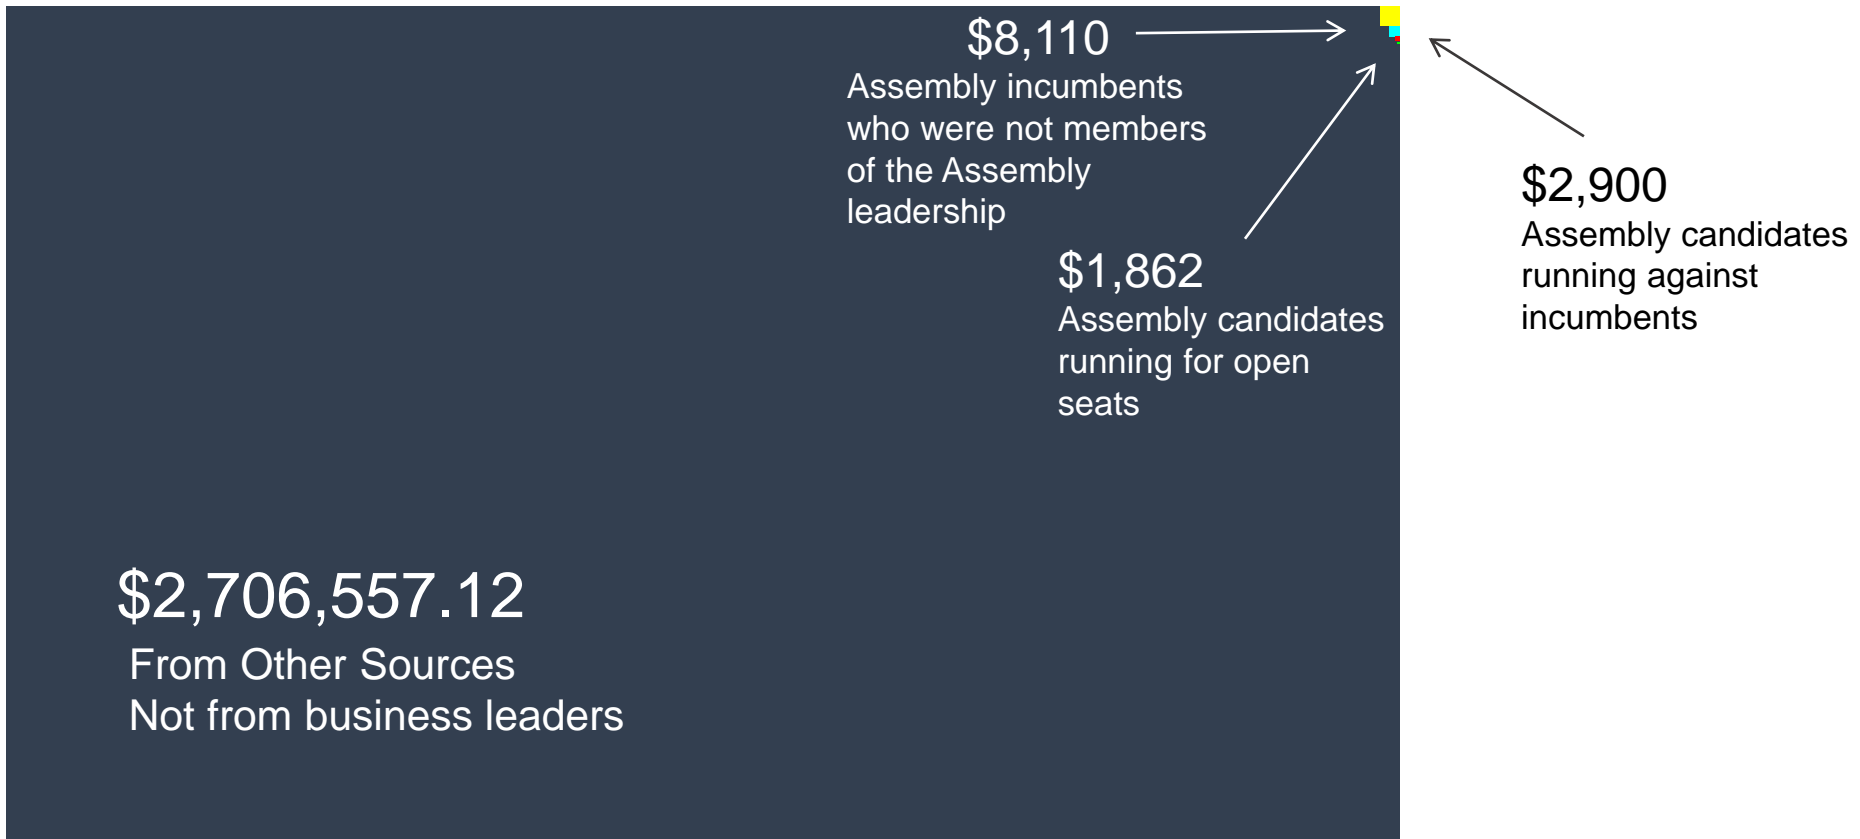 $8,110
Assembly incumbents
who were not members
of the Assembly
leadership
$2,900
Assembly candidates
running against
incumbents
$1,862
Assembly candidates
running for open
seats
$2,706,557.12
From Other Sources
Not from business leaders